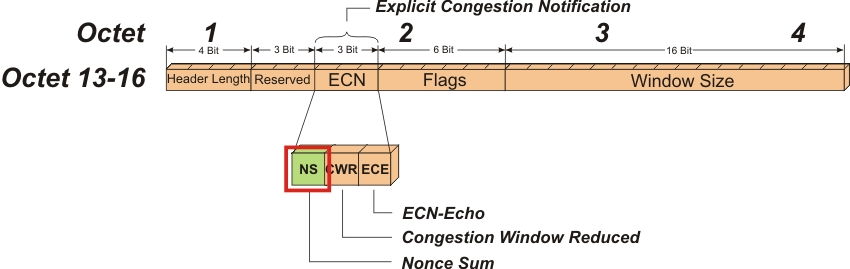 Explicit Congestion Notification
Octet 1 2 3 4
4 Bit 3 Bit 3 Bit 6 Bit 16 Bit
Octet 13-16 Header Length Reserved ECN Flags Window Size
NS CWR ECE
ECN-Echo
Congestion Window Reduced
Nonce Sum